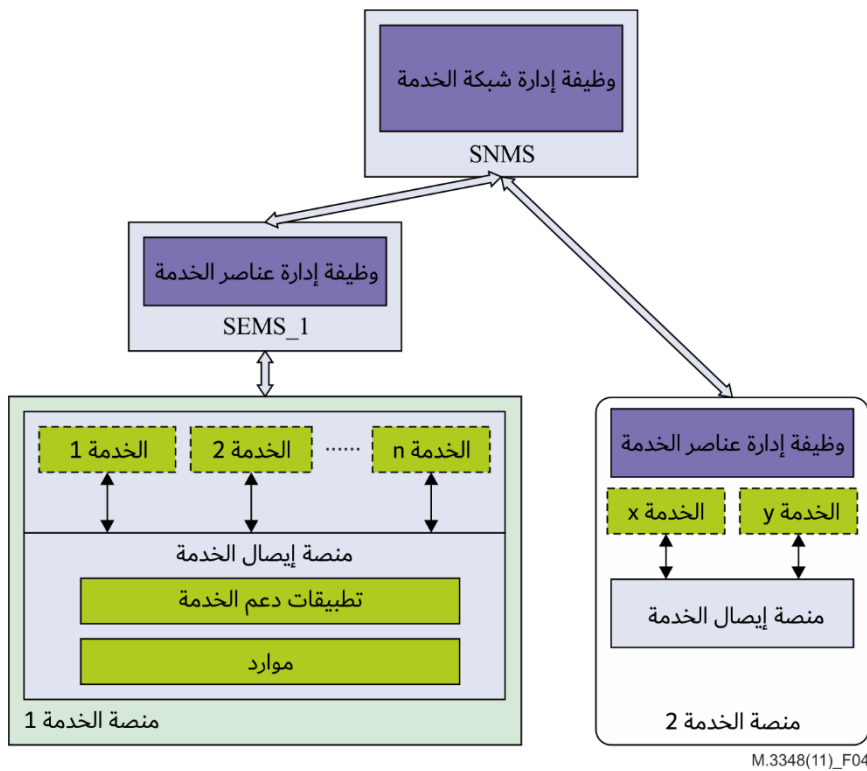 وظيفة إدارة شبكة الخدمة
SNMS
وظيفة إدارة عناصر الخدمة
SEMS_1
الخدمة 1
الخدمة 2
......
الخدمة n
منصة إيصال الخدمة
تطبيقات دعم الخدمة
موارد
منصة الخدمة 1
وظيفة إدارة عناصر الخدمة
الخدمة x
الخدمة y
منصة إيصال الخدمة
منصة الخدمة 2
M.3348(11)_F04